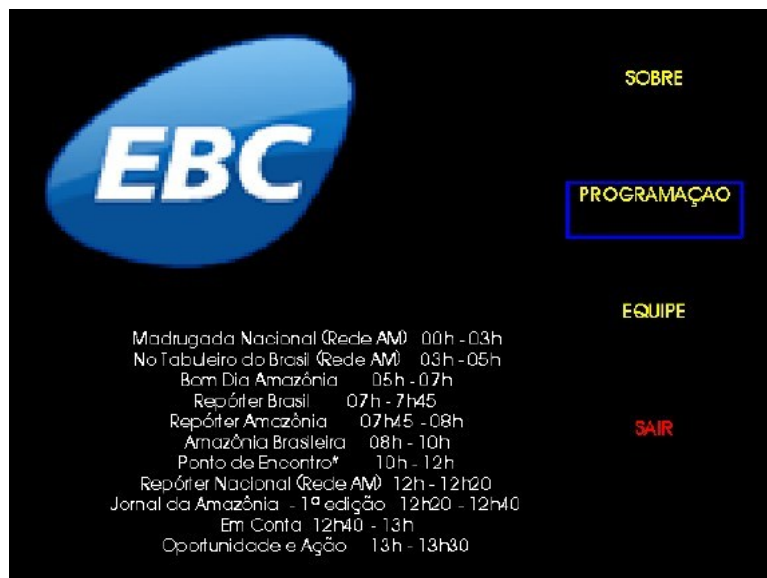 EBC
SOBRE
PROGRAMAÇAO
EQUIPE
SAIR
Madrugada Nacional (Rede AM) 00h - 03h
No Tabuleiro do Brasil (Rede AM) 03h - 05h
Bom Dia Amazônia 05h - 07h
Repórter Brasil 07h - 7h45
Repórter Amazônia 07h45 - 08h
Amazônia Brasileira 08h - 10h
Ponto de Encontro* 10h - 12h
Repórter Nacional (Rede AM) 12h - 12h20
Jornal da Amazônia - 1ª edição 12h20 - 12h40
Em Conta 12h40 - 13h
Oportunidade e Ação 13h - 13h30